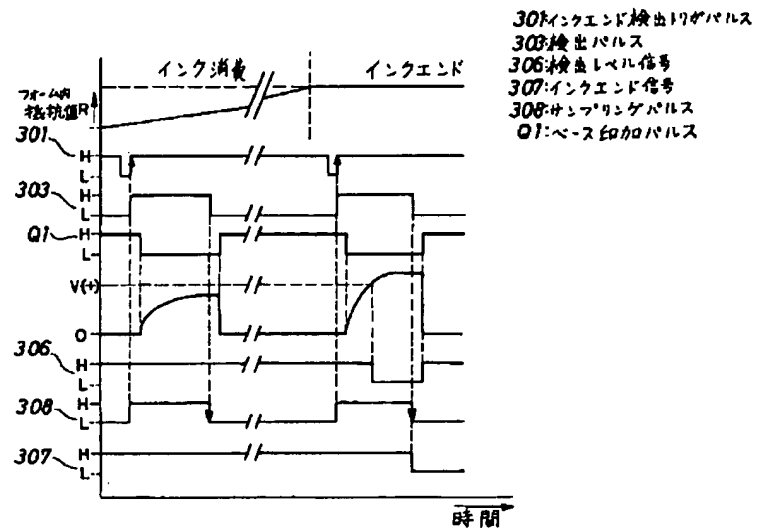 301:インクエンド検出トリガパルス
303:検出パルス
306:検出レベル信号
307:インクエンド信号
308:サンプリングパルス
Q1:ベース印加パルス
インク消費
インクエンド
フォーム内
抵抗値R
301
H
L
303
H
L
Q1
H
L
V(+)
0
306
H
L
308
H
L
307
H
L
時間